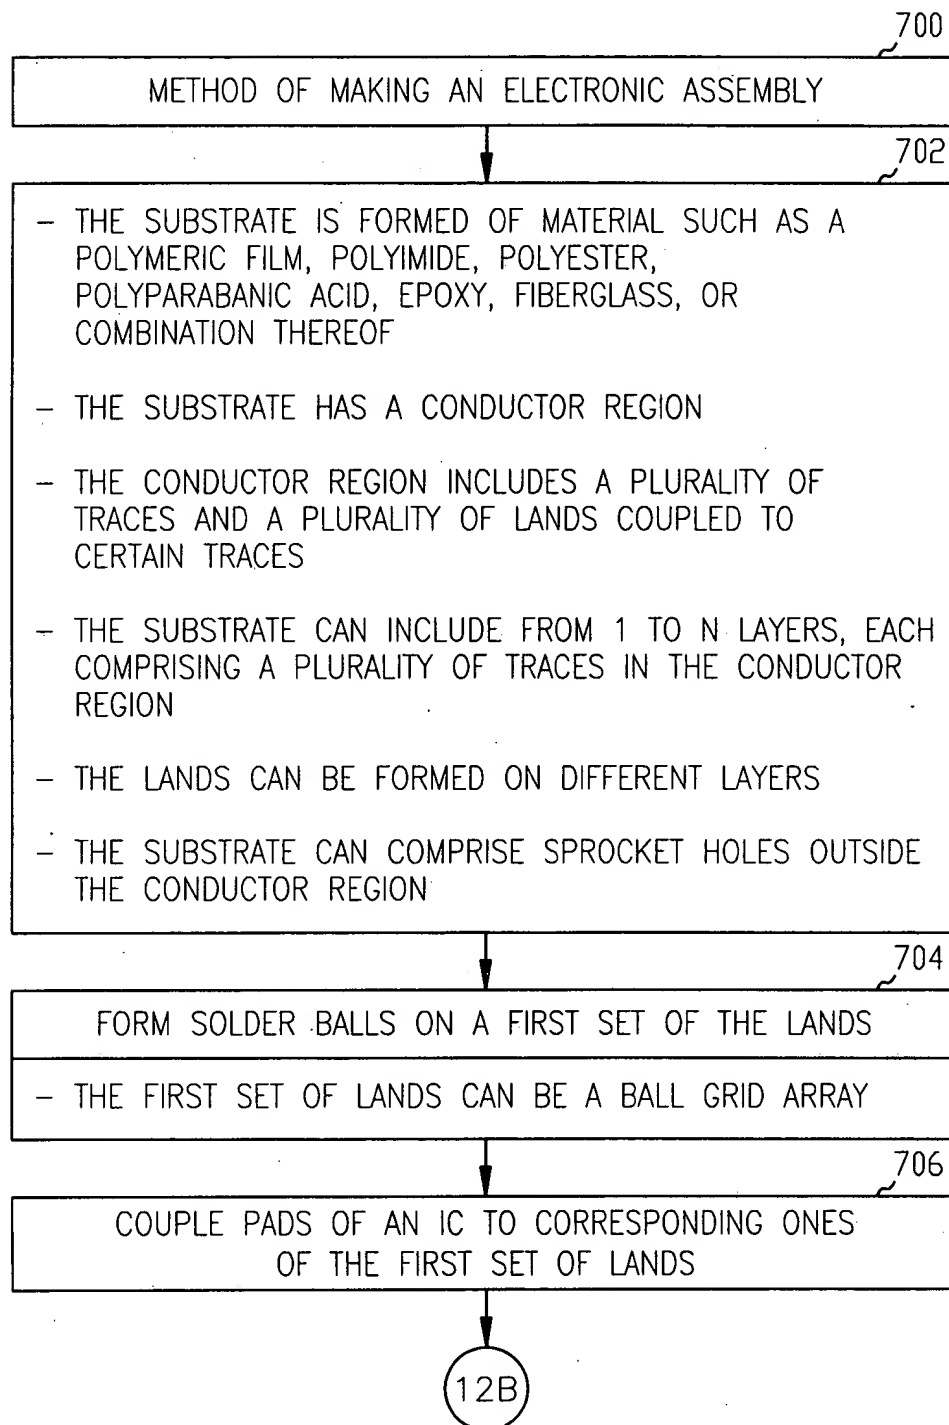 700
METHOD OF MAKING AN ELECTRONIC ASSEMBLY
702
– THE SUBSTRATE IS FORMED OF MATERIAL SUCH AS A
POLYMERIC FILM, POLYIMIDE, POLYESTER,
POLYPARABANIC ACID, EPOXY, FIBERGLASS, OR
COMBINATION THEREOF
– THE SUBSTRATE HAS A CONDUCTOR REGION
– THE CONDUCTOR REGION INCLUDES A PLURALITY OF
TRACES AND A PLURALITY OF LANDS COUPLED TO
CERTAIN TRACES
– THE SUBSTRATE CAN INCLUDE FROM 1 TO N LAYERS, EACH
COMPRISING A PLURALITY OF TRACES IN THE CONDUCTOR
REGION
– THE LANDS CAN BE FORMED ON DIFFERENT LAYERS
– THE SUBSTRATE CAN COMPRISE SPROCKET HOLES OUTSIDE
THE CONDUCTOR REGION
704
FORM SOLDER BALLS ON A FIRST SET OF THE LANDS
– THE FIRST SET OF LANDS CAN BE A BALL GRID ARRAY
706
COUPLE PADS OF AN IC TO CORRESPONDING ONES
OF THE FIRST SET OF LANDS
12B